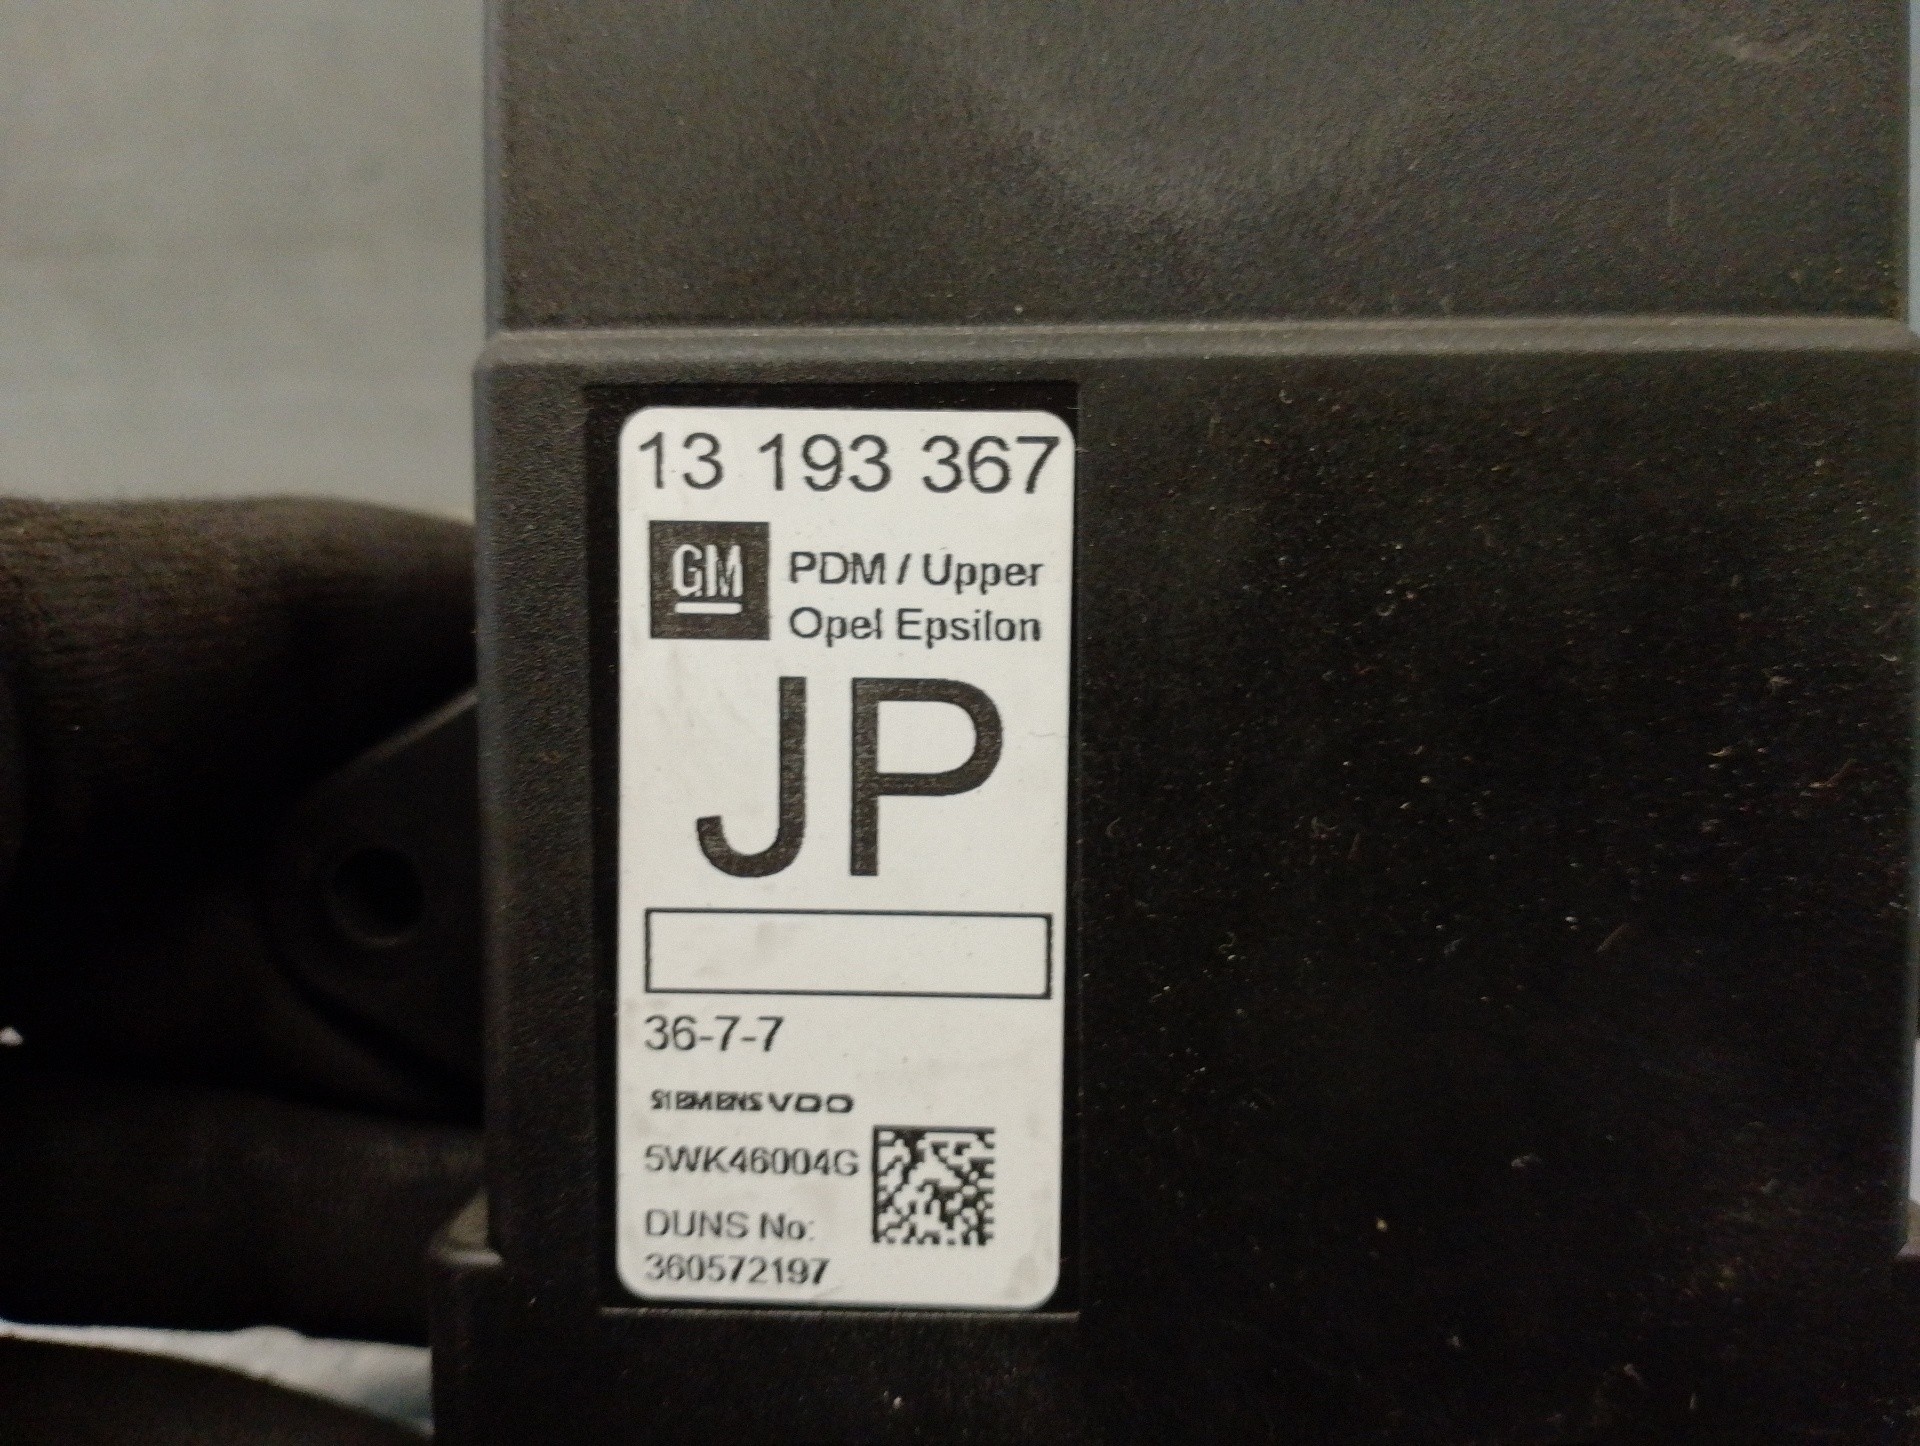 13 193 367
GM
PDM / Upper
Opel Epsilon
JP
36-7-7
SIEMENS VDO
5WK46004G
DUNS No:
360572197